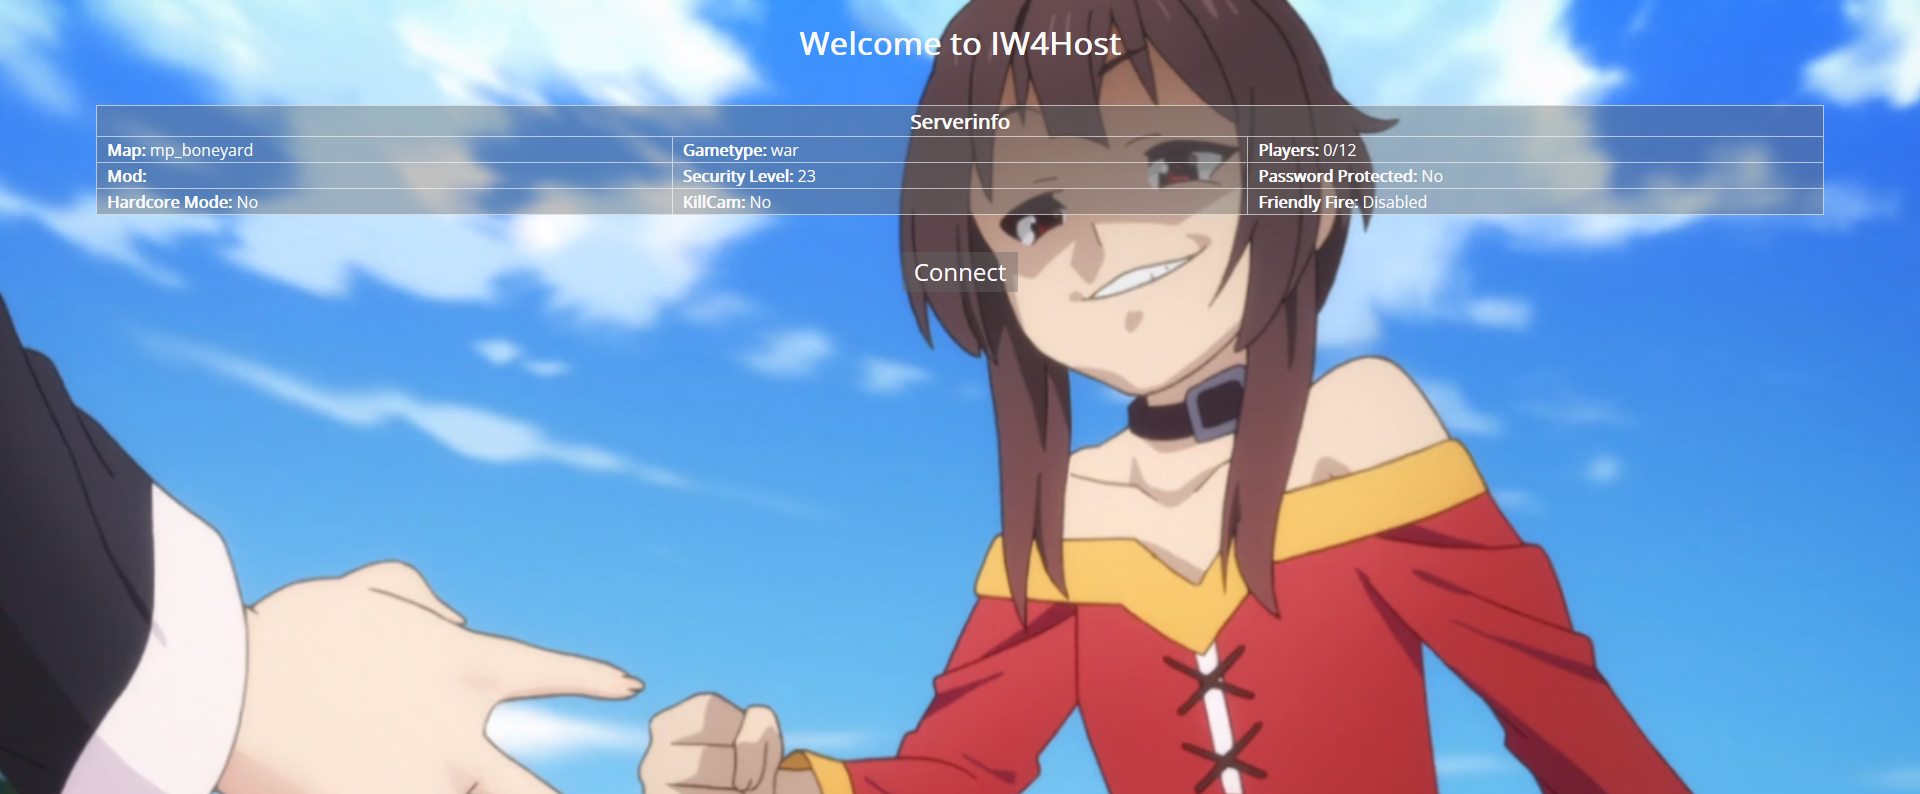 Welcome to IW4Host
Serverinfo
Map: mp_boneyard Gametype: war Players: 0/12
Mod: Security Level: 23 Password Protected: No
Hardcore Mode: No KillCam: No Friendly Fire: Disabled
Connect